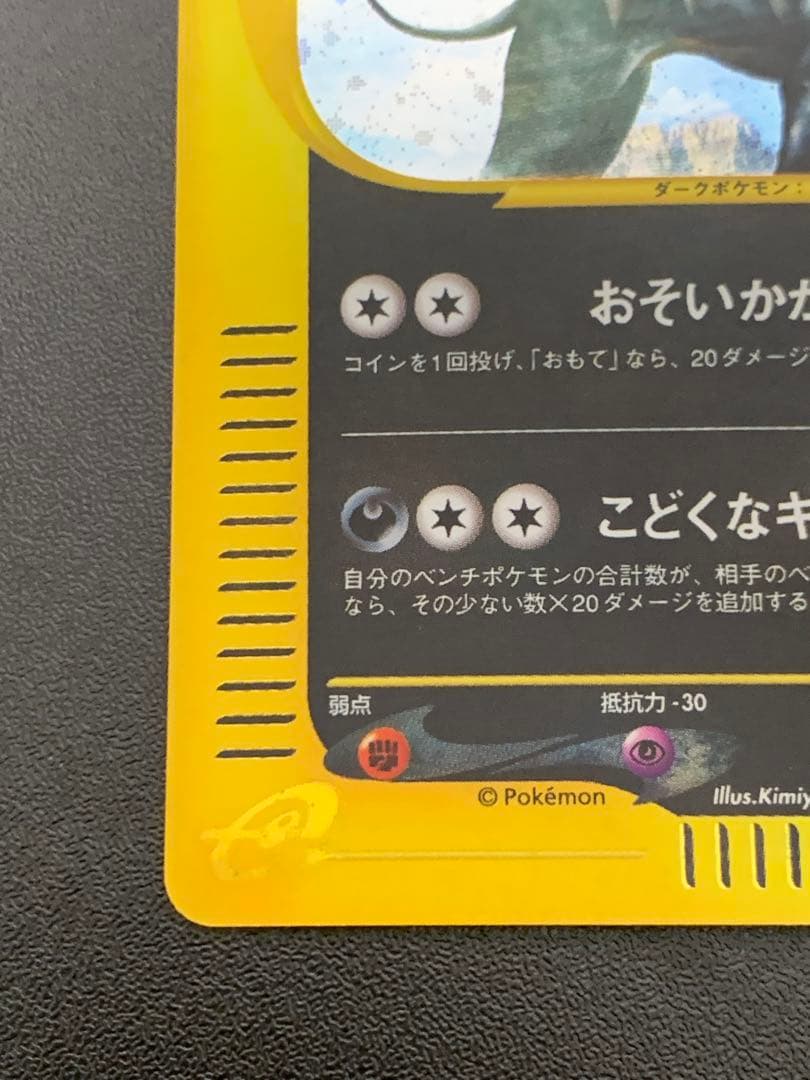 ダークポケモン：
おそいかか
コインを1回投げ、「おもて」なら、20ダメージ
こどくなキ
自分のベンチポケモンの合計数が、相手のベ
なら、その少ない数×20ダメージを追加する
弱点 抵抗力-30
© Pokémon Illus.Kimiy